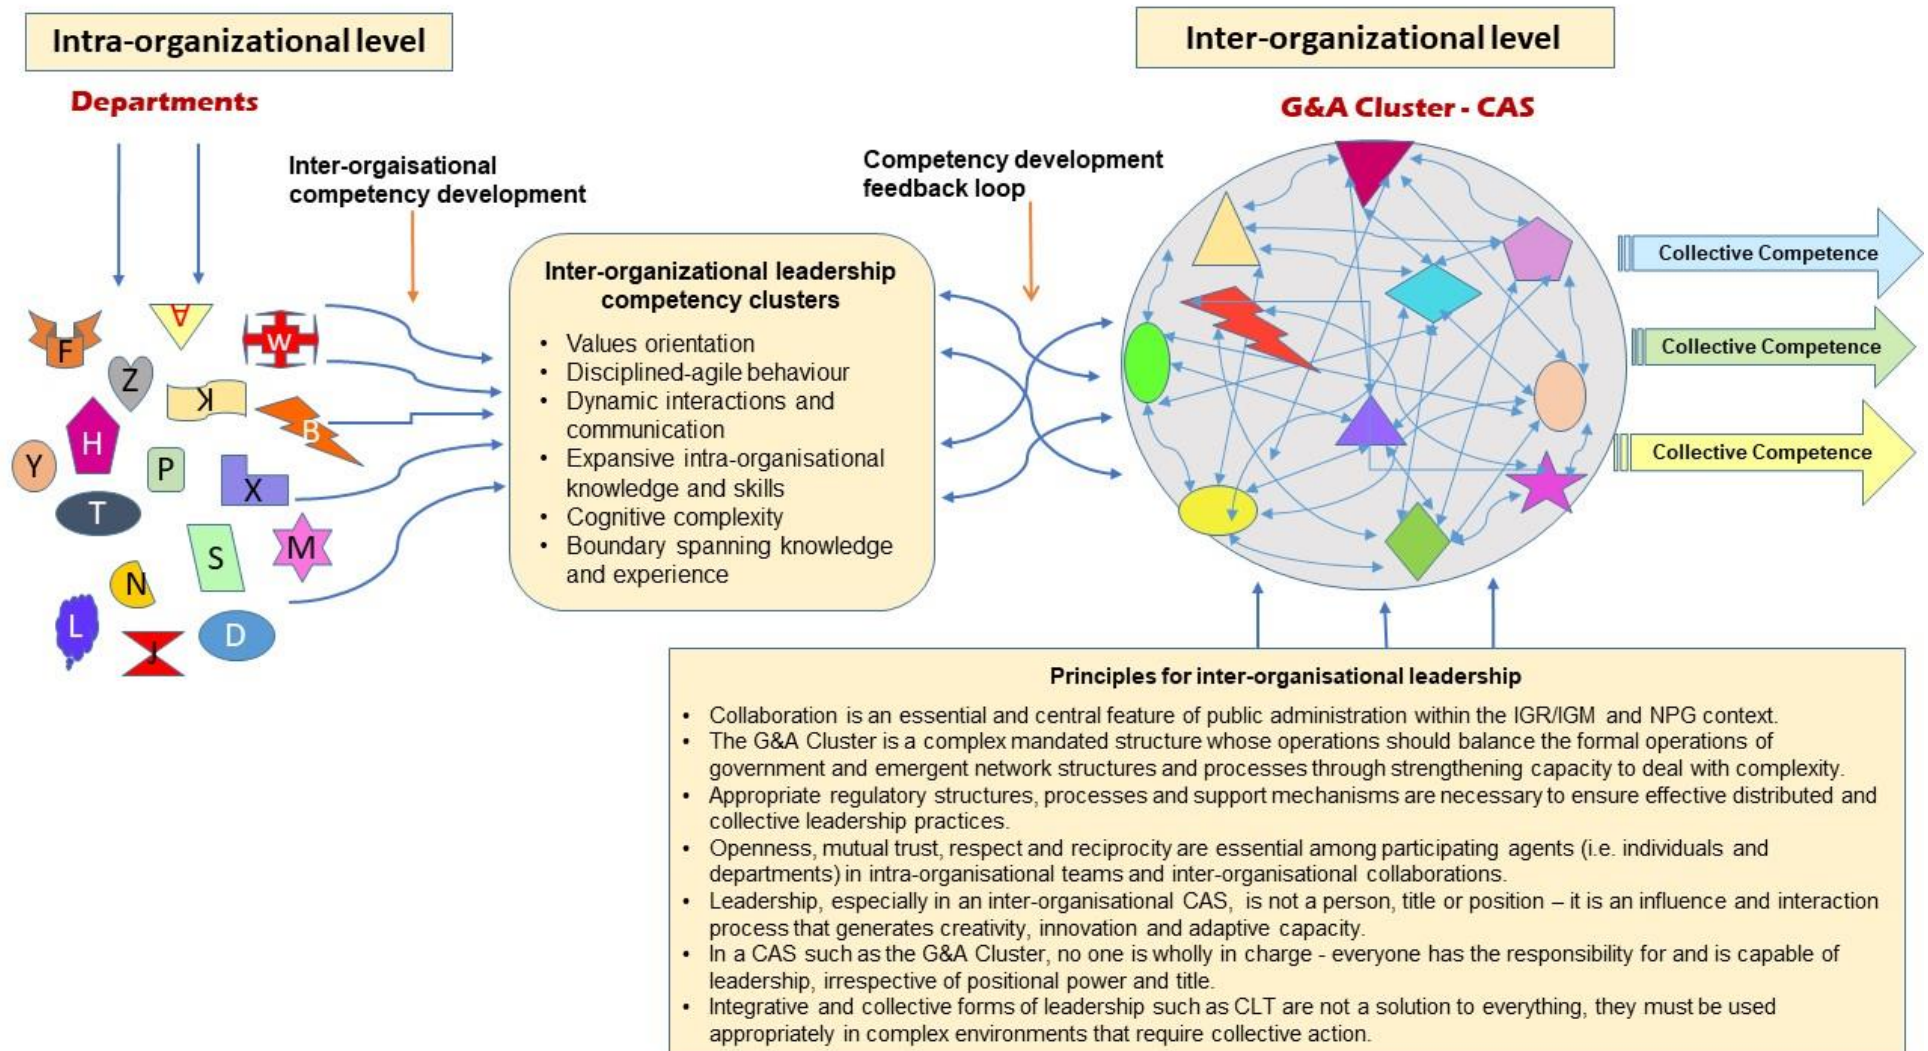 Intra-organizational level
Inter-organizational level
Departments
G&A Cluster - CAS
Inter-orgaisational
competency development
Competency development
feedback loop
F
A
W
Z
K
B
H
Y
P
X
T
S
M
N
L
J
D
Inter-organizational leadership
competency clusters
• Values orientation
• Disciplined-agile behaviour
• Dynamic interactions and
communication
• Expansive intra-organisational
knowledge and skills
• Cognitive complexity
• Boundary spanning knowledge
and experience
Collective Competence
Collective Competence
Collective Competence
Principles for inter-organisational leadership
• Collaboration is an essential and central feature of public administration within the IGR/IGM and NPG context.
• The G&A Cluster is a complex mandated structure whose operations should balance the formal operations of
government and emergent network structures and processes through strengthening capacity to deal with complexity.
• Appropriate regulatory structures, processes and support mechanisms are necessary to ensure effective distributed and
collective leadership practices.
• Openness, mutual trust, respect and reciprocity are essential among participating agents (i.e. individuals and
departments) in intra-organisational teams and inter-organisational collaborations.
• Leadership, especially in an inter-organisational CAS, is not a person, title or position – it is an influence and interaction
process that generates creativity, innovation and adaptive capacity.
• In a CAS such as the G&A Cluster, no one is wholly in charge - everyone has the responsibility for and is capable of
leadership, irrespective of positional power and title.
• Integrative and collective forms of leadership such as CLT are not a solution to everything, they must be used
appropriately in complex environments that require collective action.